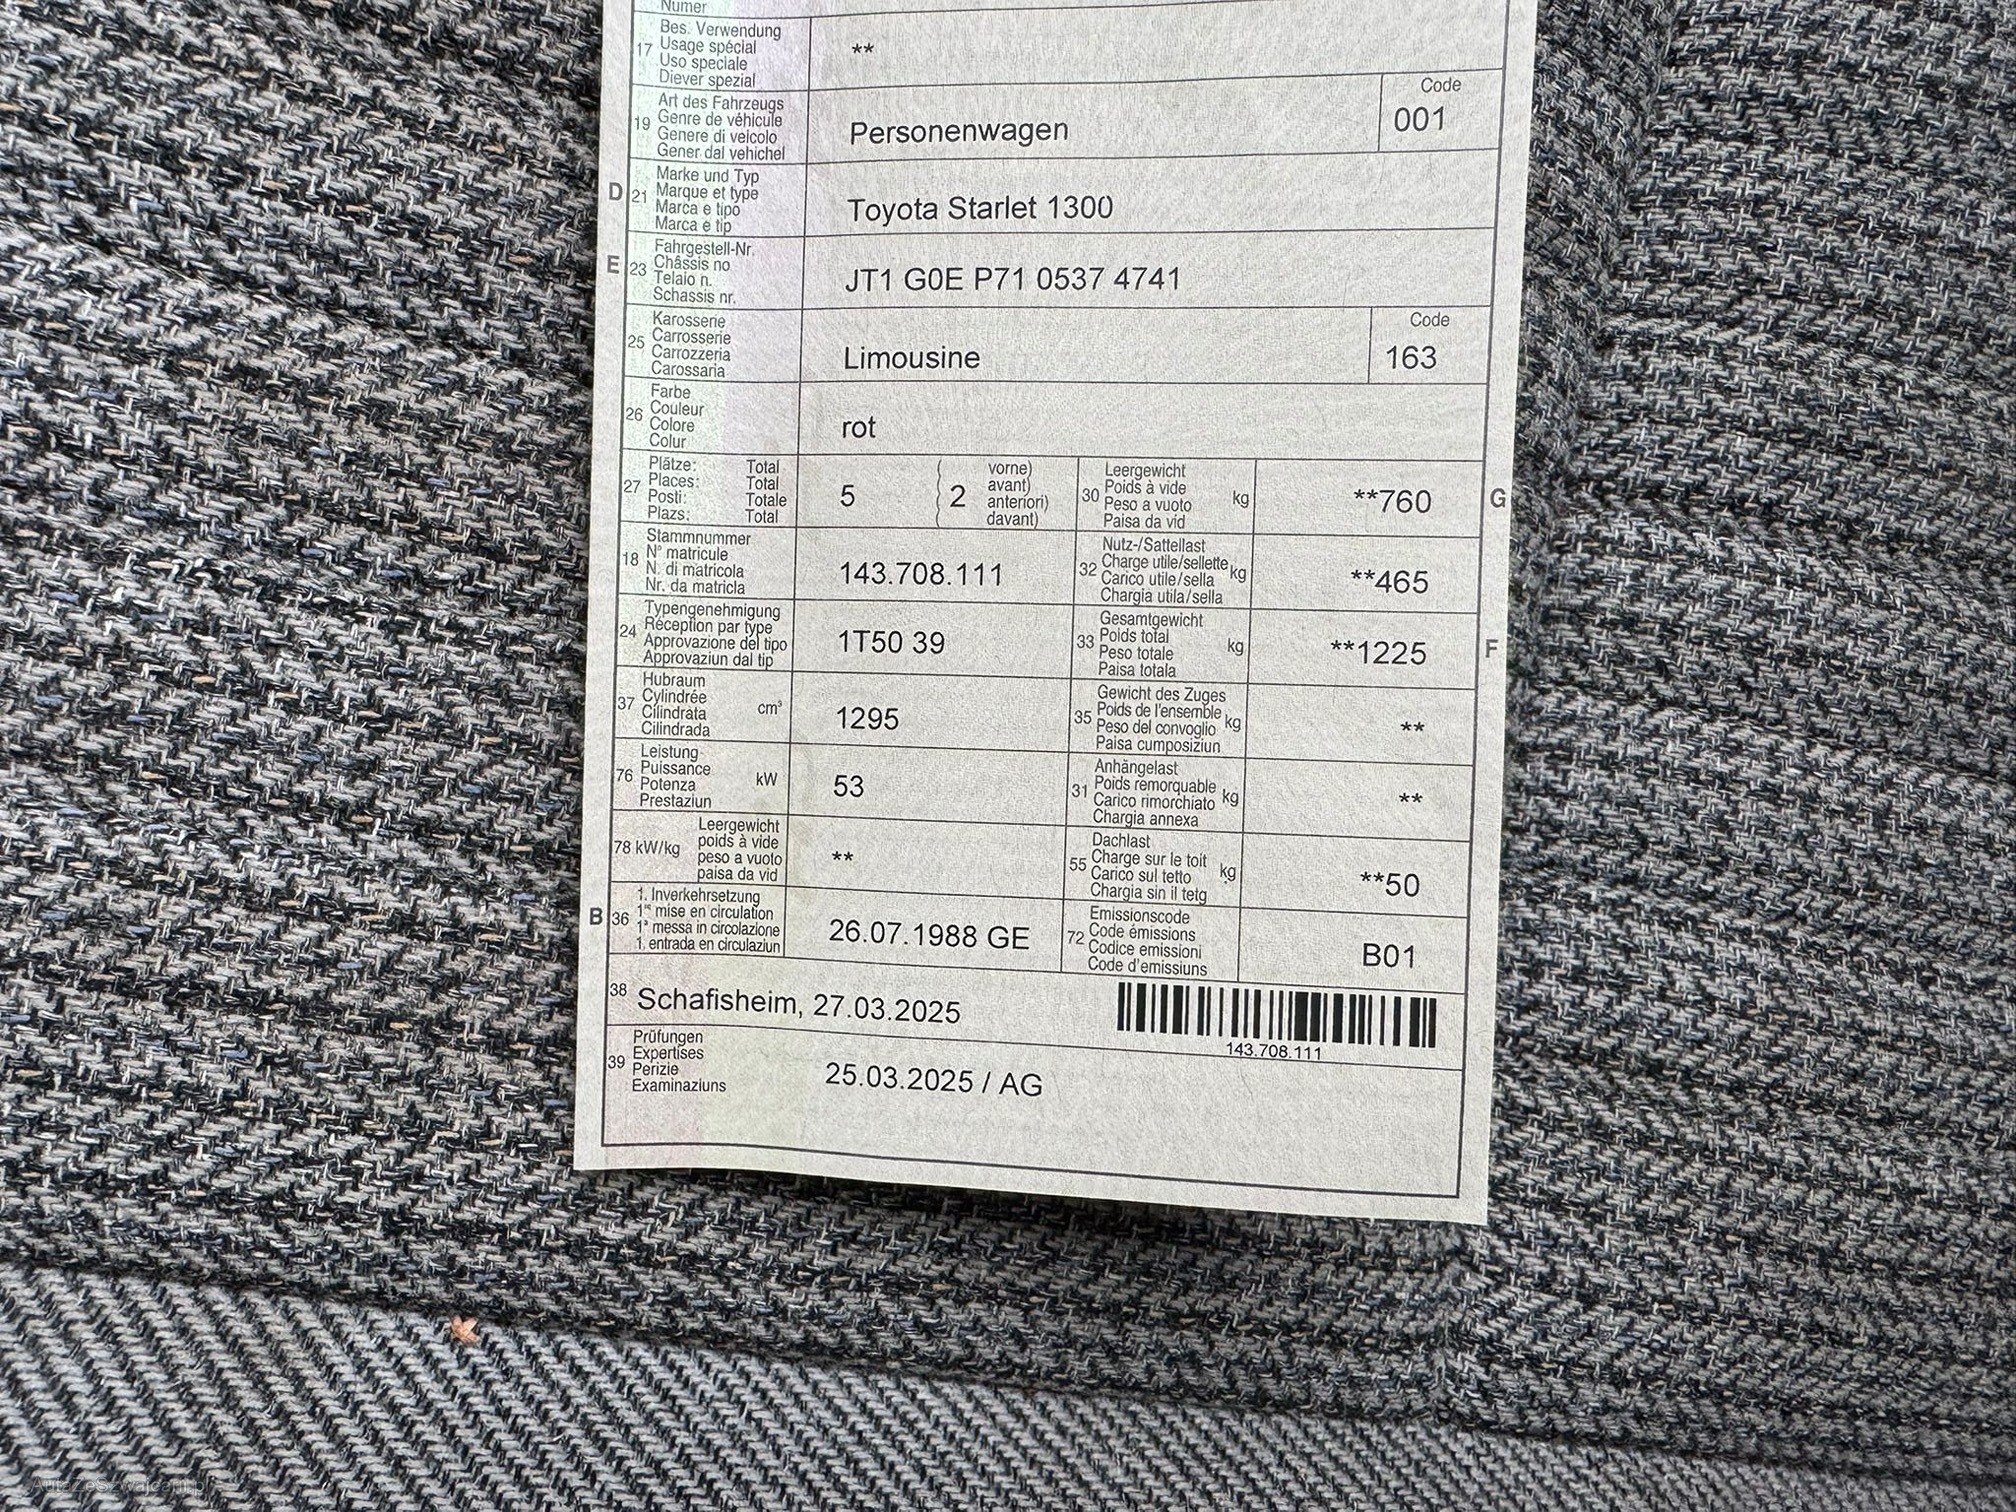 Numer
17 Bes. Verwendung
Usage spécial
Uso speciale
Diever spezial
**
19 Art des Fahrzeugs
Genre de véhicule
Genere di veicolo
Gener dal vehichel
Personenwagen
Code
001
D 21 Marke und Typ
Marque et type
Marca e tipo
Marca e tip
Toyota Starlet 1300
E 23 Fahrgestell-Nr.
Châssis no
Telaio n.
Schassis nr.
JT1 G0E P71 0537 4741
25 Karosserie
Carrosserie
Carrozzeria
Carossaria
Limousine
Code
163
26 Farbe
Couleur
Colore
Colur
rot
27 Plätze: Total
Places: Total
Posti: Totale
Plazs: Total
5 ( 2 vorne)
avant)
anteriori)
davant)
30 Leergewicht
Poids à vide
Peso a vuoto
Paisa da vid
kg
**760 G
18 Stammnummer
N° matricule
N. di matricola
Nr. da matricla
143.708.111
32 Nutz-/Sattellast
Charge utile/sellette
Carico utile/sella
Chargia utila/sella
kg
**465
24 Typengenehmigung
Réception par type
Approvazione del tipo
Approvaziun dal tip
1T50 39
33 Gesamtgewicht
Poids total
Peso totale
Paisa totala
kg
**1225 F
37 Hubraum
Cylindrée
Cilindrata
Cilindrada
cm³
1295
35 Gewicht des Zuges
Poids de l'ensemble
Peso del convoglio
Paisa cumposiziun
kg
**
76 Leistung
Puissance
Potenza
Prestaziun
kW
53
31 Anhängelast
Poids remorquable
Carico rimorchiato
Chargia annexa
kg
**
78 kW/kg Leergewicht
poids à vide
peso a vuoto
paisa da vid
**
55 Dachlast
Charge sur le toit
Carico sul tetto
Chargia sin il tetg
kg
**50
B 36 1. Inverkehrsetzung
1re mise en circulation
1a messa in circolazione
1. entrada en circulaziun
26.07.1988 GE
72 Emissionscode
Code émissions
Codice emissioni
Code d'emissiuns
B01
38 Schafisheim, 27.03.2025
143.708.111
39 Prüfungen
Expertises
Perizie
Examinaziuns
25.03.2025 / AG
AutaZeSzwajcarii.pl